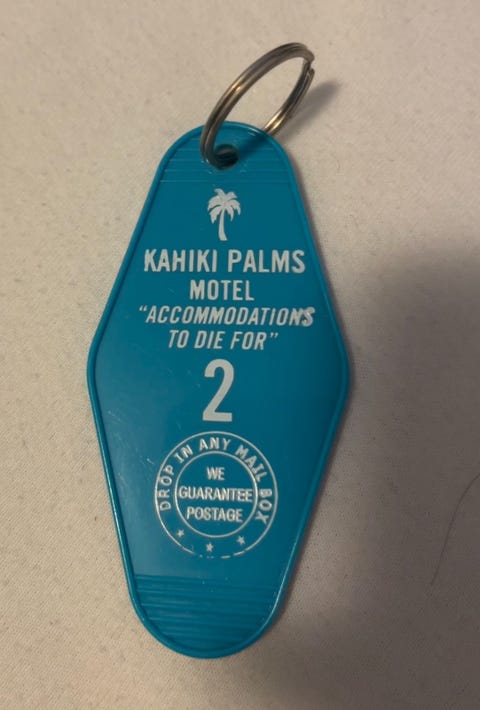 KAHIKI PALMS
MOTEL
“ACCOMMODATIONS
TO DIE FOR”
2
DROP IN ANY MAIL BOX
WE
GUARANTEE
POSTAGE